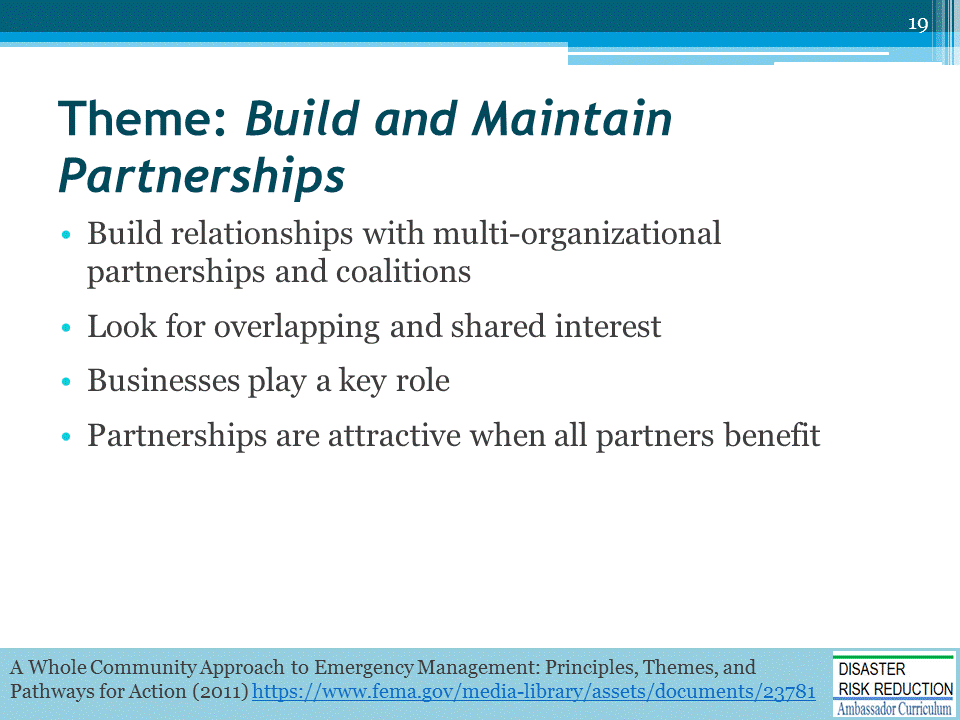 19
Theme: Build and Maintain
Partnerships
• Build relationships with multi-organizational
partnerships and coalitions
• Look for overlapping and shared interest
• Businesses play a key role
• Partnerships are attractive when all partners benefit
A Whole Community Approach to Emergency Management: Principles, Themes, and
Pathways for Action (2011) https://www.fema.gov/media-library/assets/documents/23781
DISASTER
RISK REDUCTION
Ambassador Curriculum